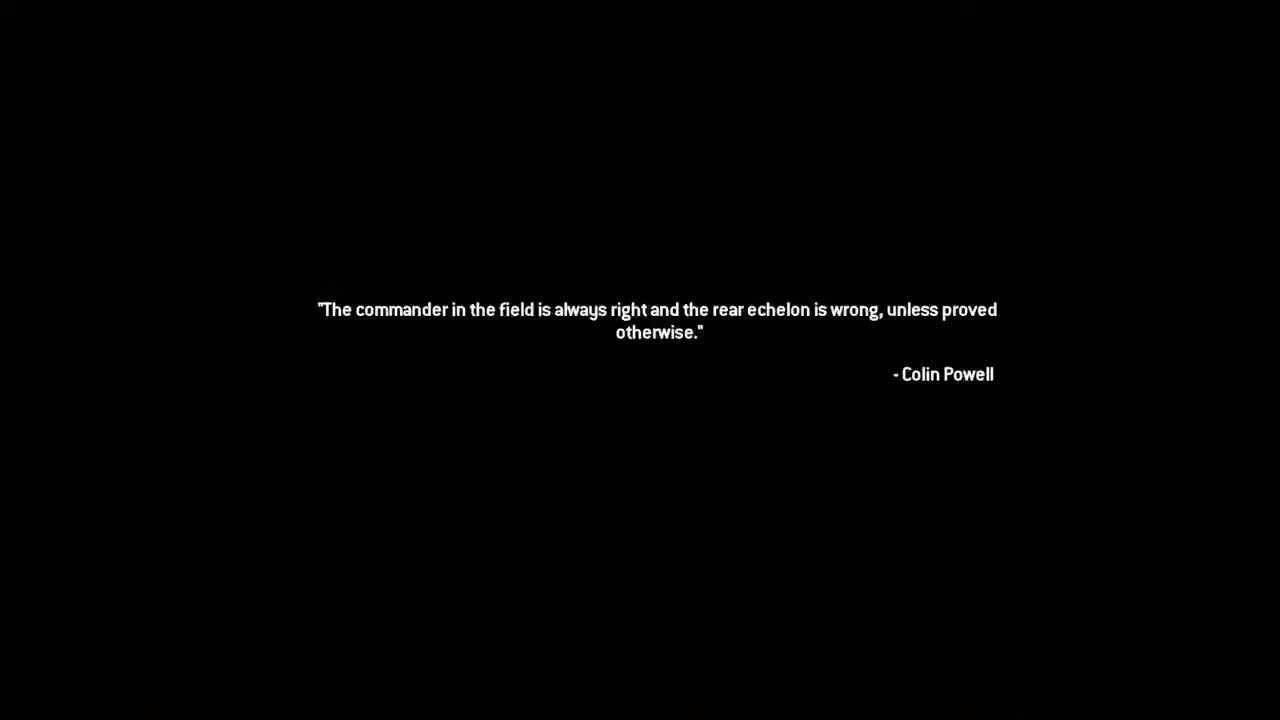 "The commander in the field is always right and the rear echelon is wrong, unless proved
otherwise."
- Colin Powell